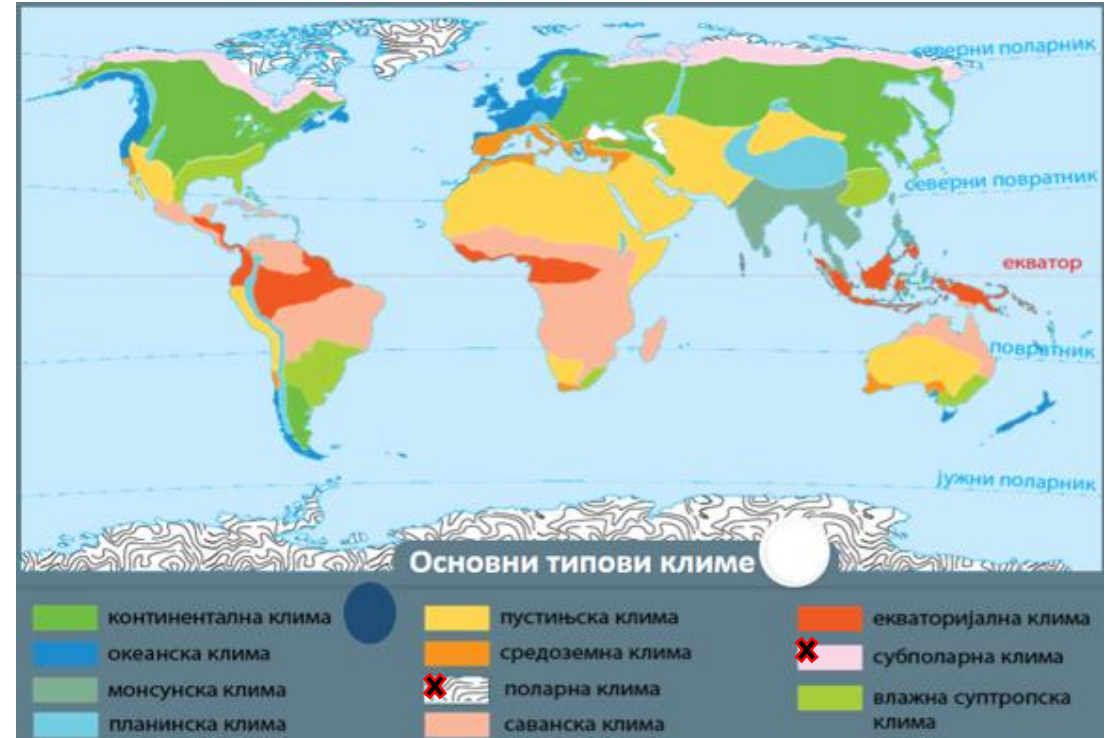 северни поларник
северни повратник
екватор
повратник
јужни поларник
Основни типови климе
континентална клима
океанска клима
монсунска клима
планинска клима
пустињска клима
средоземна клима
поларна клима
саванска клима
екваторијална клима
субполарна клима
влажна суптропска
клима